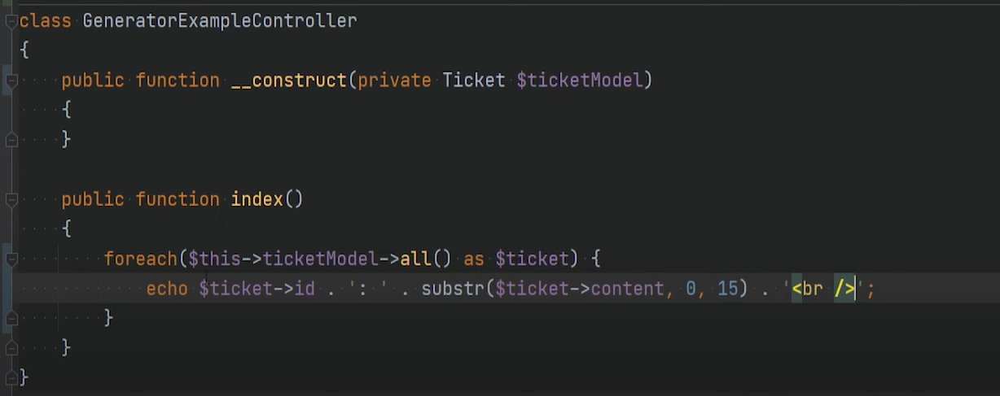 class GeneratorExampleController
{
    public function __construct(private Ticket $ticketModel)
    {
    }

    public function index()
    {
        foreach($this->ticketModel->all() as $ticket) {
            echo $ticket->id . ': ' . substr($ticket->content, 0, 15) . '<br />';
        }
    }
}